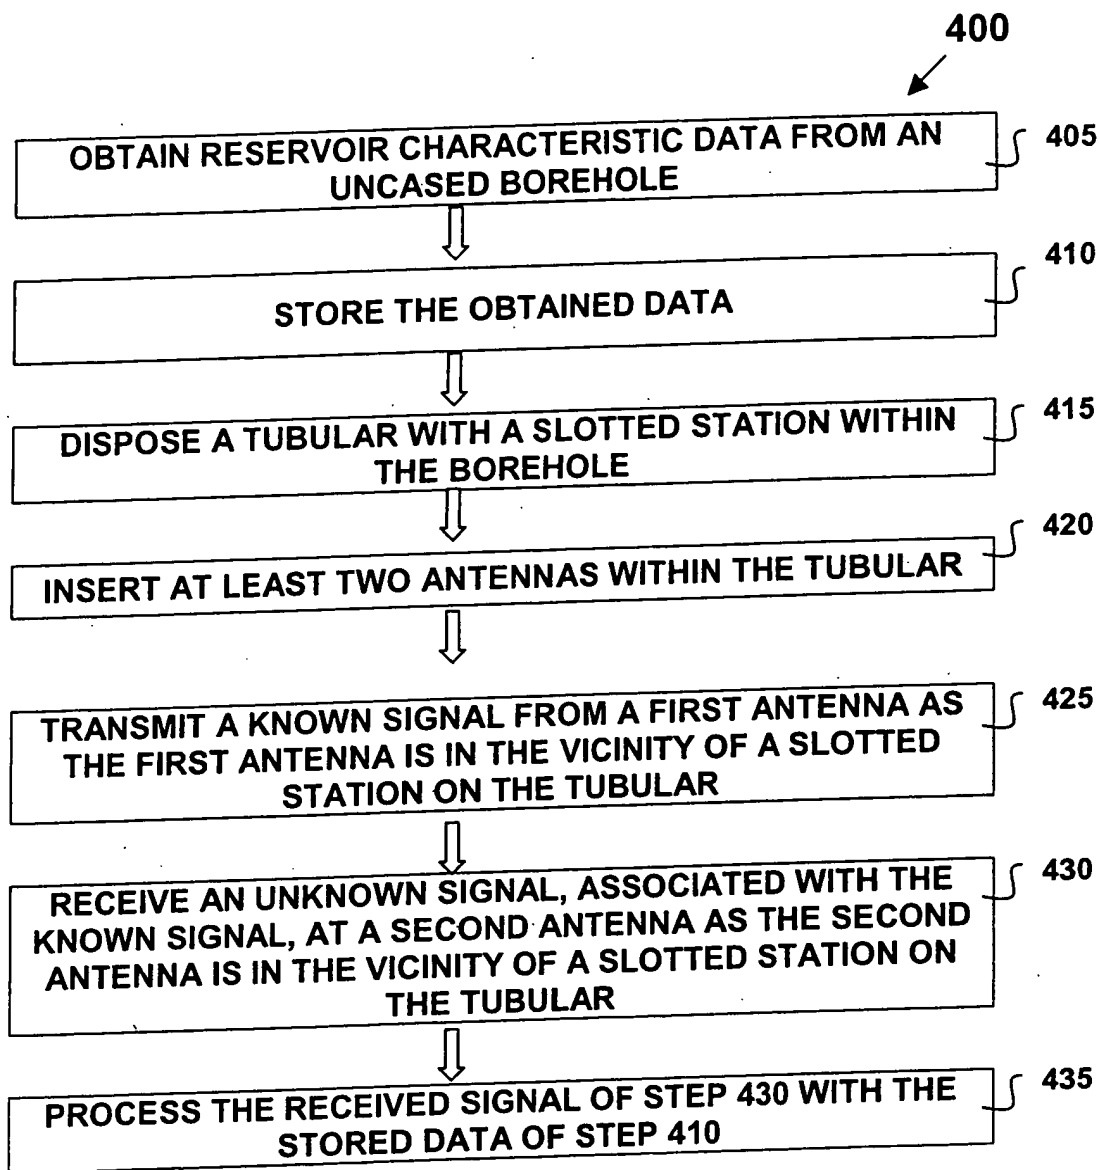 400
OBTAIN RESERVOIR CHARACTERISTIC DATA FROM AN
UNCASED BOREHOLE
405
STORE THE OBTAINED DATA
410
DISPOSE A TUBULAR WITH A SLOTTED STATION WITHIN
THE BOREHOLE
415
INSERT AT LEAST TWO ANTENNAS WITHIN THE TUBULAR
420
TRANSMIT A KNOWN SIGNAL FROM A FIRST ANTENNA AS
THE FIRST ANTENNA IS IN THE VICINITY OF A SLOTTED
STATION ON THE TUBULAR
425
RECEIVE AN UNKNOWN SIGNAL, ASSOCIATED WITH THE
KNOWN SIGNAL, AT A SECOND ANTENNA AS THE SECOND
ANTENNA IS IN THE VICINITY OF A SLOTTED STATION ON
THE TUBULAR
430
PROCESS THE RECEIVED SIGNAL OF STEP 430 WITH THE
STORED DATA OF STEP 410
435